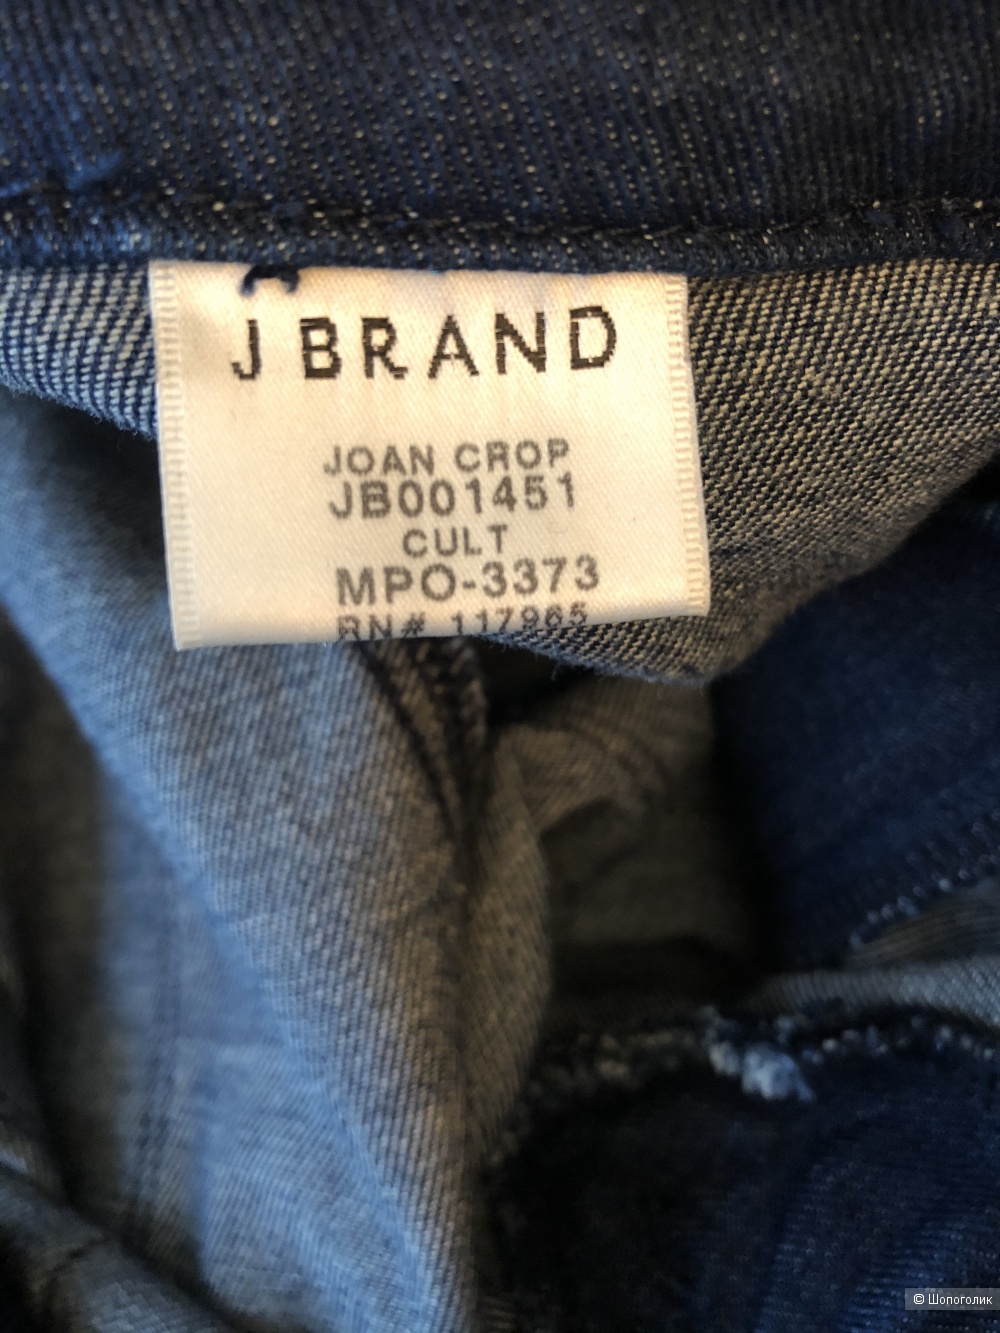 J BRAND
JOAN CROP
JB001451
CULT
MPO-3373
RN# 117965
© Шопоголик